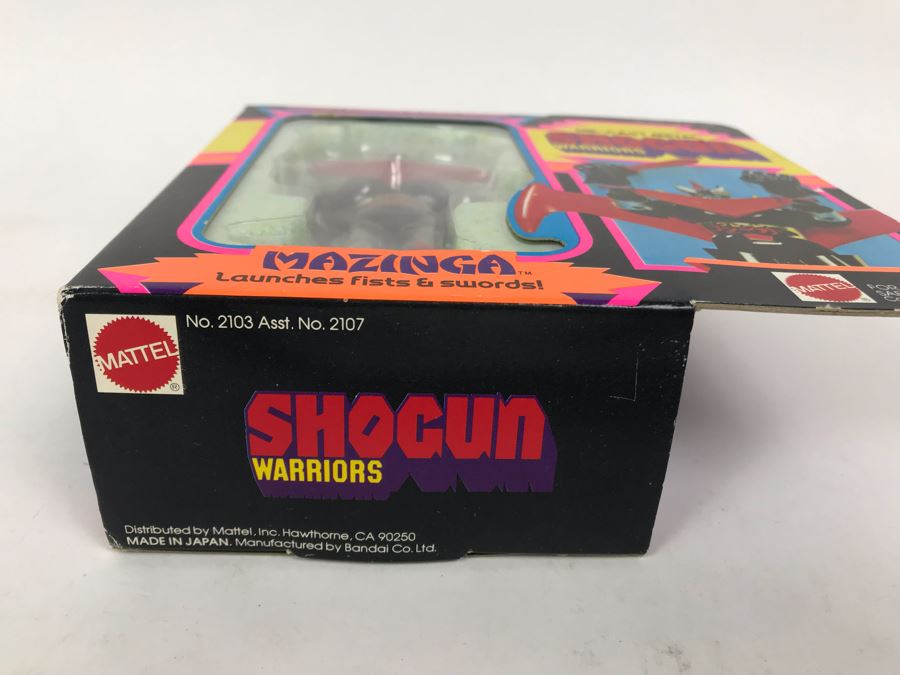 WARRIORS
MAZINGA™
Launches fists & swords!
MATTEL
MATTEL®
No. 2103 Asst. No. 2107
SHOGUN
WARRIORS
Distributed by Mattel, Inc. Hawthorne, CA 90250
MADE IN JAPAN. Manufactured by Bandai Co. Ltd.